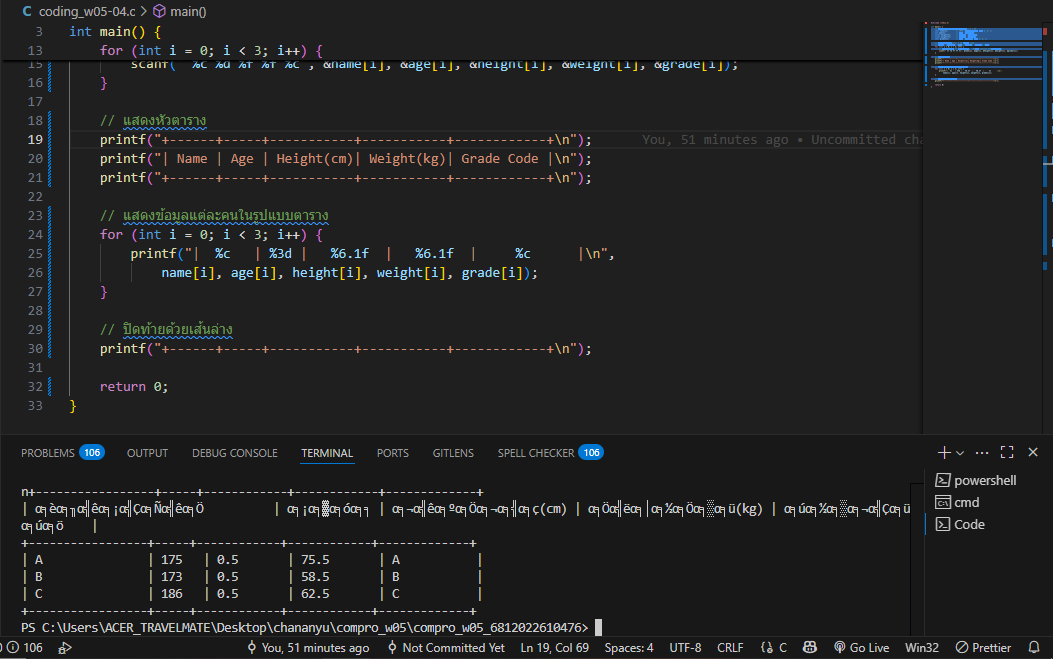 coding_w05-04.c > main()
3 int main() {
13 for (int i = 0; i < 3; i++) {
15 scanf(" %c %d %f %f %c", &name[i], &age[i], &height[i], &weight[i], &grade[i]);
16 }
17
18 // แสดงหัวตาราง
19 printf("+------+-----+-----------+-----------+------------+\n"); You, 51 minutes ago • Uncommitted cha
20 printf("| Name | Age | Height(cm)| Weight(kg)| Grade Code |\n");
21 printf("+------+-----+-----------+-----------+------------+\n");
22
23 // แสดงข้อมูลแต่ละคนในรูปแบบตาราง
24 for (int i = 0; i < 3; i++) {
25 printf("|  %c   | %3d |   %6.1f  |   %6.1f  |     %c      |\n",
26 name[i], age[i], height[i], weight[i], grade[i]);
27 }
28
29 // ปิดท้ายด้วยเส้นล่าง
30 printf("+------+-----+-----------+-----------+------------+\n");
31
32 return 0;
33 }
PROBLEMS 106 OUTPUT DEBUG CONSOLE TERMINAL PORTS GITLENS SPELL CHECKER 106
powershell
cmd
Code
n+----------------+-----+------------+-----------+------------+
(cm) | (kg) |
+----------------+-----+-----------+-----------+------------+
| A | 175 | 0.5 | 75.5 | A |
| B | 173 | 0.5 | 58.5 | B |
| C | 186 | 0.5 | 62.5 | C |
+----------------+-----+-----------+-----------+------------+
PS C:\Users\ACER_TRAVELMATE\Desktop\chananyu\compro_w05\compro_w05_6812022610476>
0 106 You, 51 minutes ago Not Committed Yet Ln 19, Col 69 Spaces: 4 UTF-8 CRLF {} C Go Live Win32 Prettier